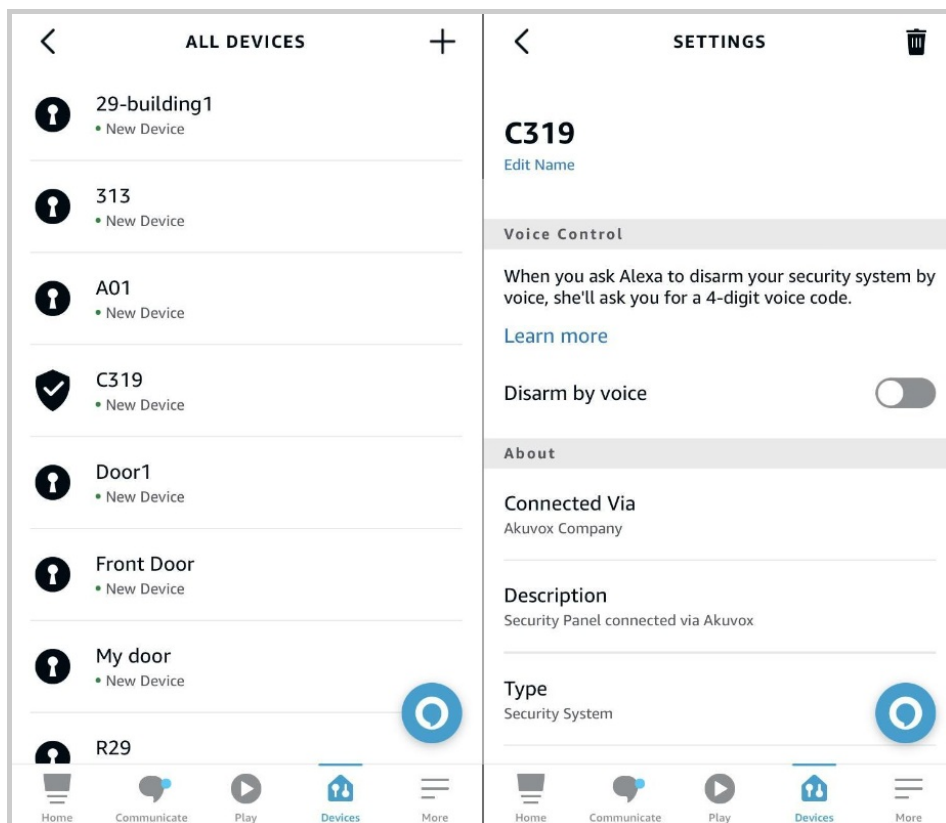 ALL DEVICES
29-building1
• New Device
313
• New Device
A01
• New Device
C319
• New Device
Door1
• New Device
Front Door
• New Device
My door
• New Device
R29
Home
Communicate
Play
Devices
More
SETTINGS
C319
Edit Name
Voice Control
When you ask Alexa to disarm your security system by
voice, she'll ask you for a 4-digit voice code.
Learn more
Disarm by voice
About
Connected Via
Akuvox Company
Description
Security Panel connected via Akuvox
Type
Security System
Home
Communicate
Play
Devices
More